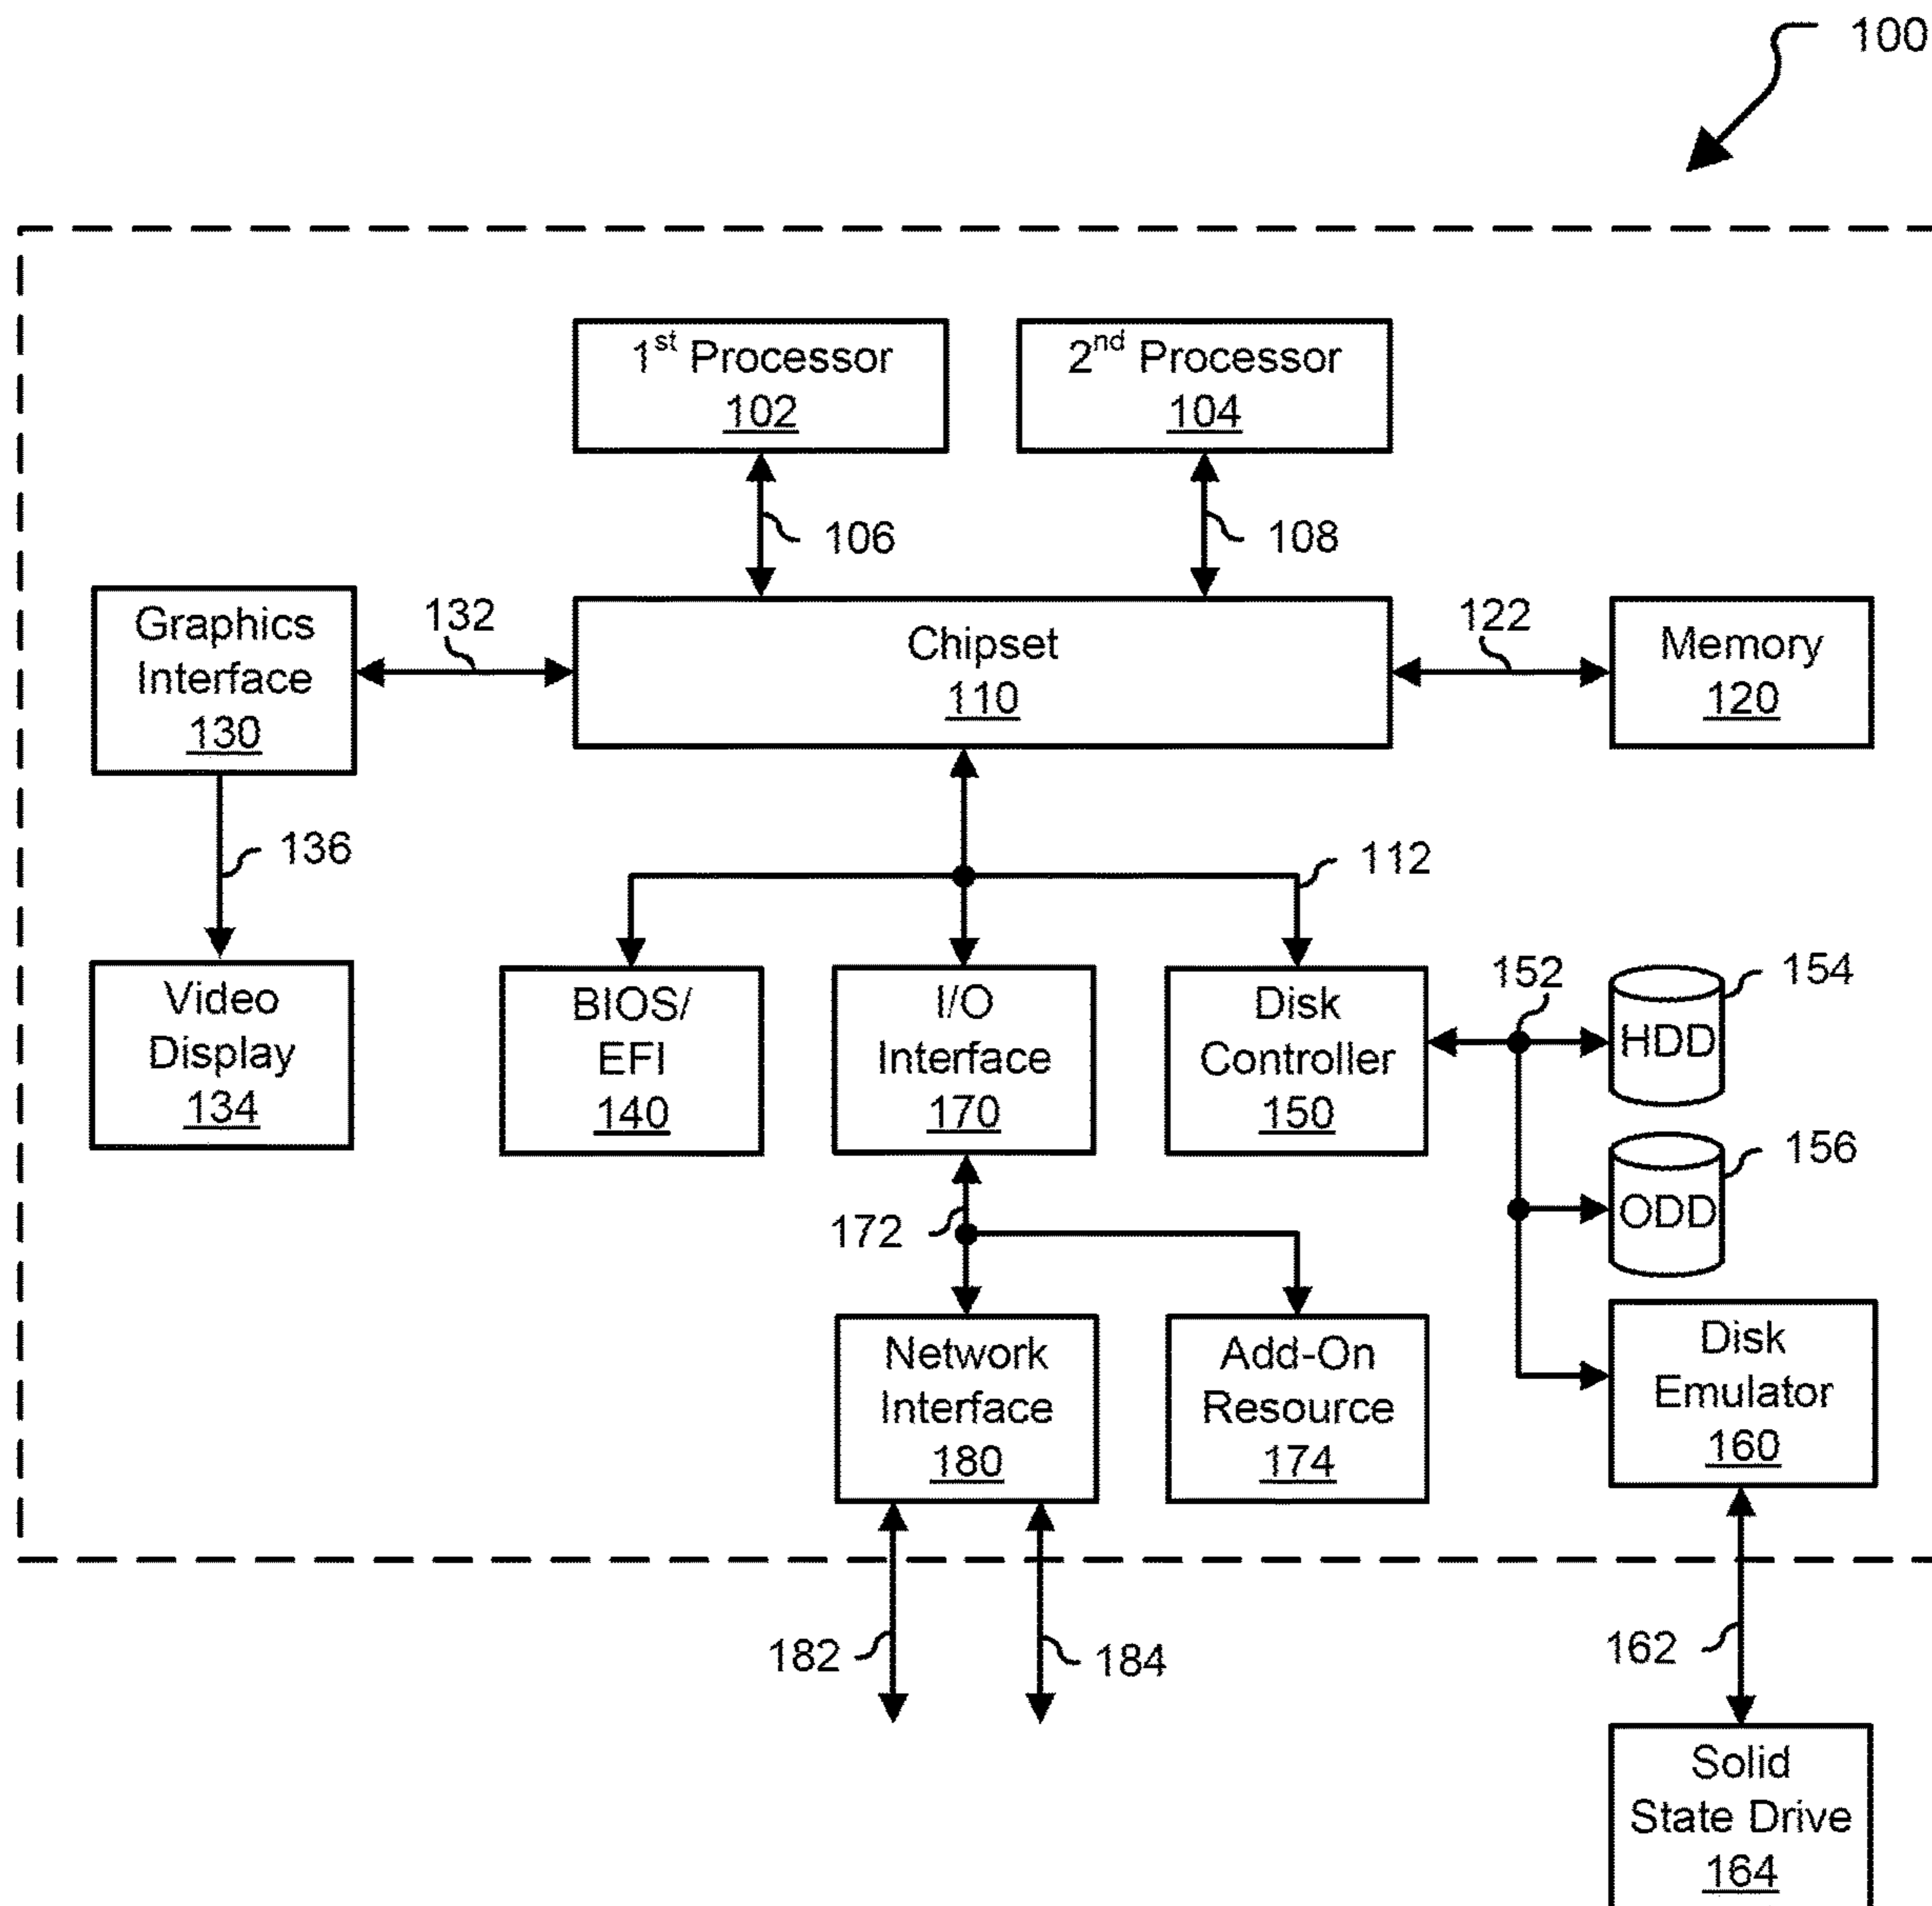 100
1st Processor
102
2nd Processor
104
106
108
Graphics
Interface
130
132
Chipset
110
122
Memory
120
136
112
Video
Display
134
BIOS/
EFI
140
I/O
Interface
170
Disk
Controller
150
152
HDD
154
ODD
156
172
Network
Interface
180
Add-On
Resource
174
Disk
Emulator
160
182
184
162
Solid
State Drive
164